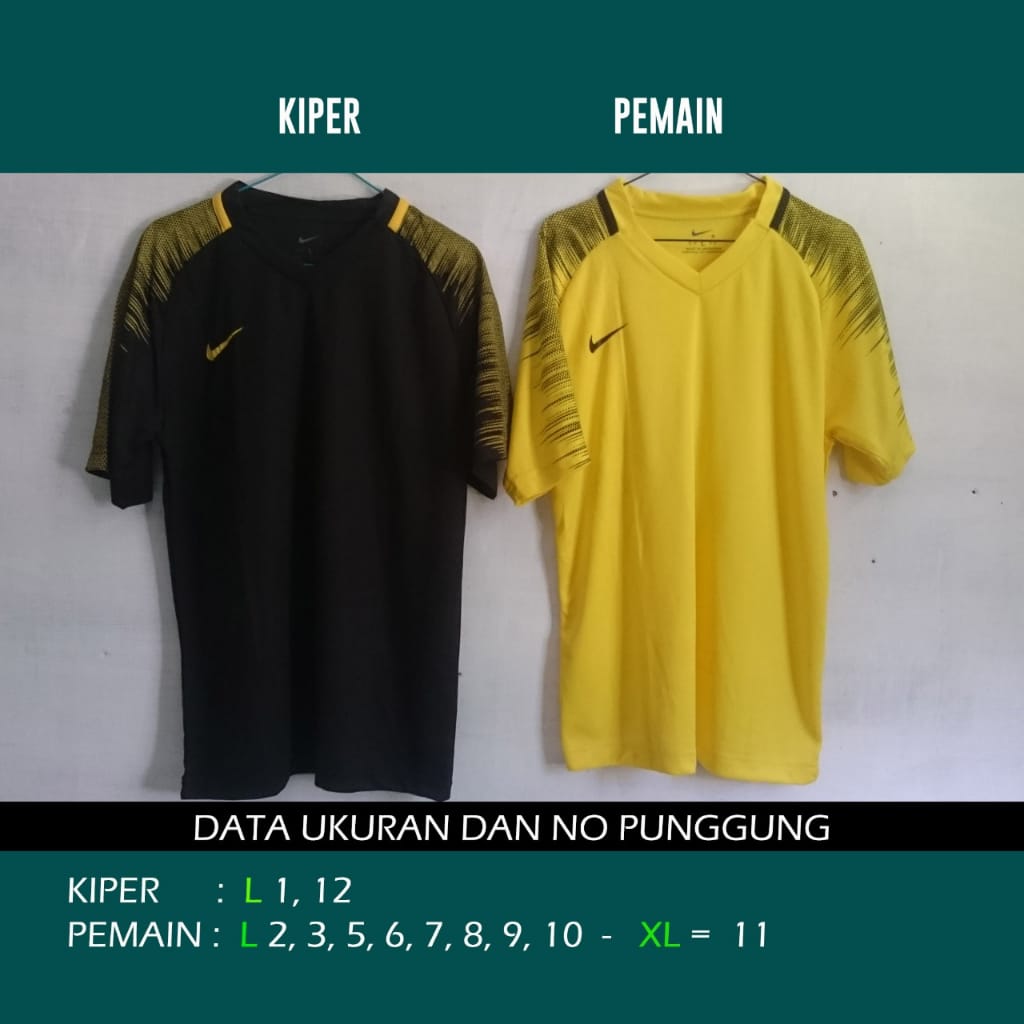 KIPER PEMAIN
DATA UKURAN DAN NO PUNGGUNG
KIPER : L 1, 12
PEMAIN : L 2, 3, 5, 6, 7, 8, 9, 10 - XL = 11